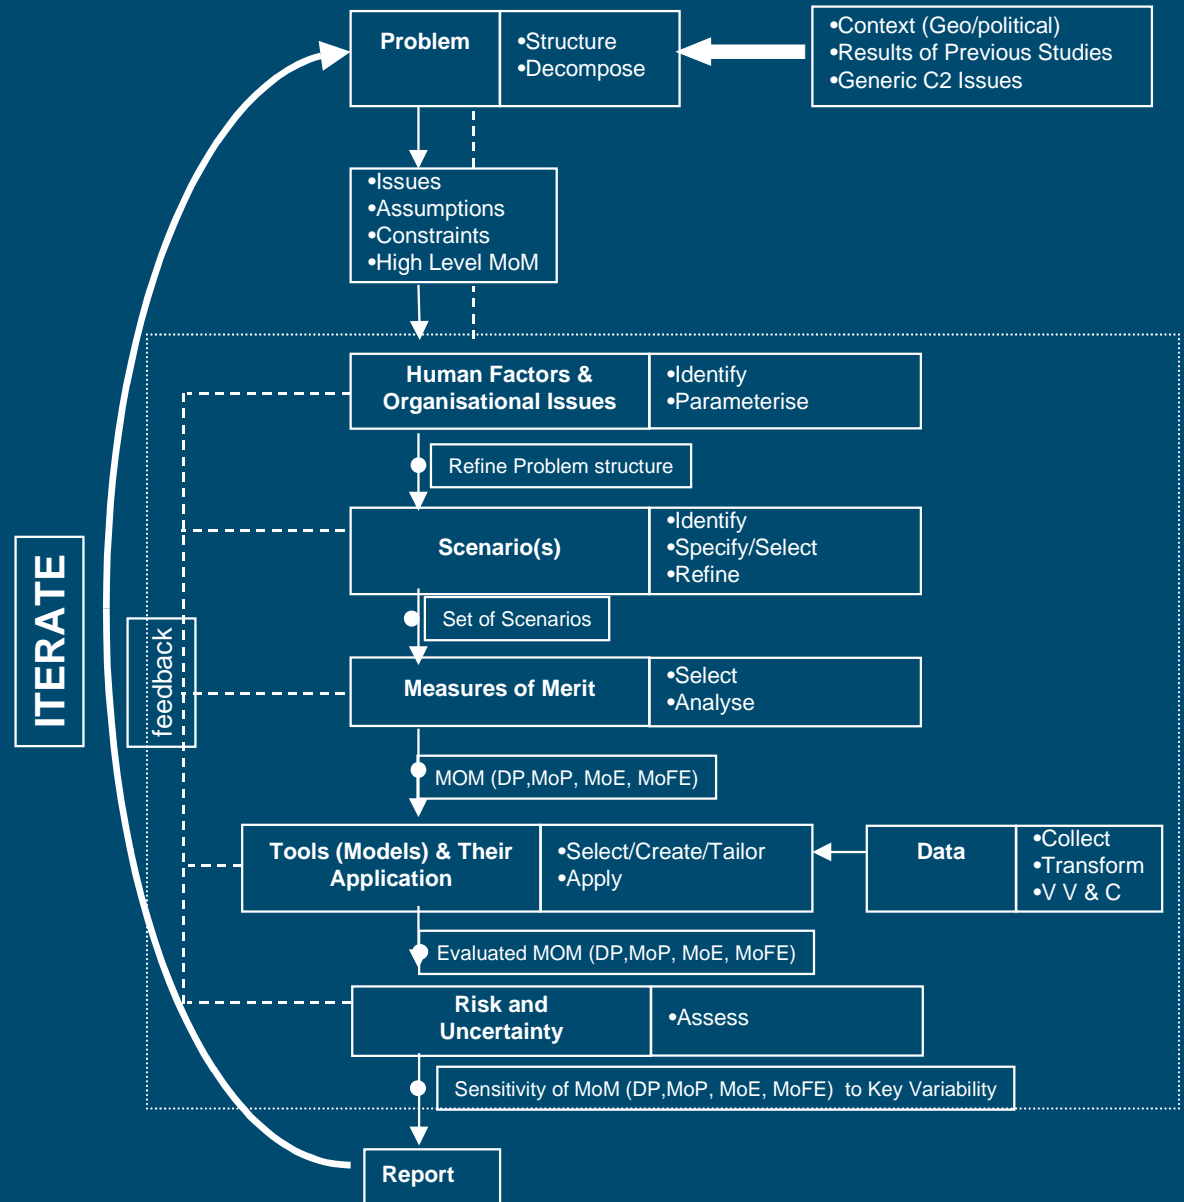 Problem
•Structure
•Decompose
•Context (Geo/political)
•Results of Previous Studies
•Generic C2 Issues
•Issues
•Assumptions
•Constraints
•High Level MoM
Human Factors &
Organisational Issues
•Identify
•Parameterise
Refine Problem structure
Scenario(s)
•Identify
•Specify/Select
•Refine
Set of Scenarios
ITERATE
feedback
Measures of Merit
•Select
•Analyse
MOM (DP,MoP, MoE, MoFE)
Tools (Models) & Their
Application
•Select/Create/Tailor
•Apply
Data
•Collect
•Transform
•V V & C
Evaluated MOM (DP,MoP, MoE, MoFE)
Risk and
Uncertainty
•Assess
Sensitivity of MoM (DP,MoP, MoE, MoFE)  to Key Variability
Report